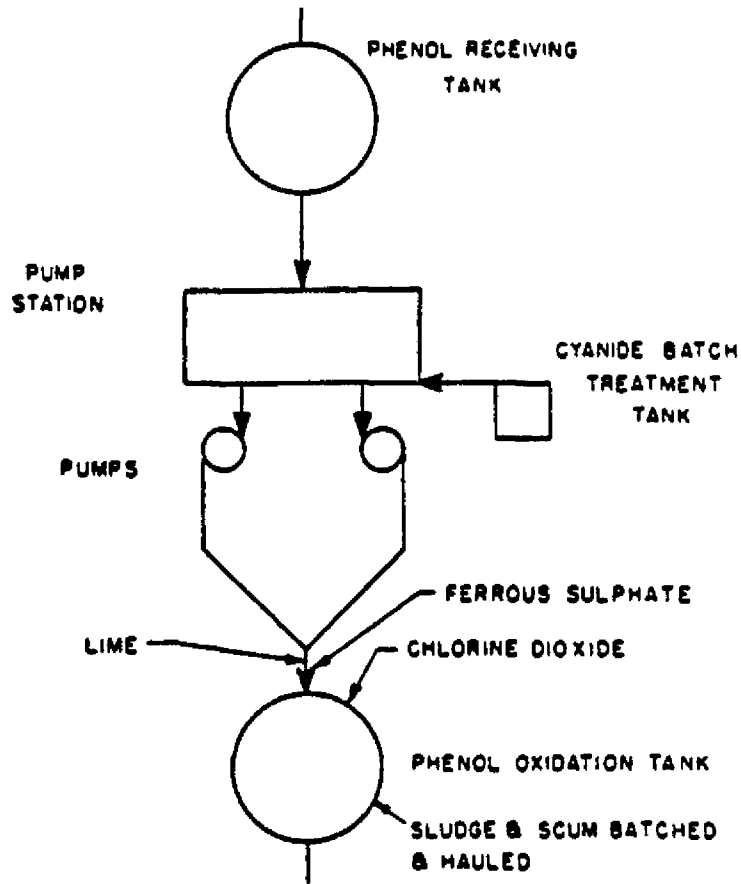 PHENOL RECEIVING
TANK
PUMP
STATION
CYANIDE BATCH
TREATMENT
TANK
PUMPS
FERROUS SULPHATE
LIME
CHLORINE DIOXIDE
PHENOL OXIDATION TANK
SLUDGE & SCUM BATCHED
& HAULED